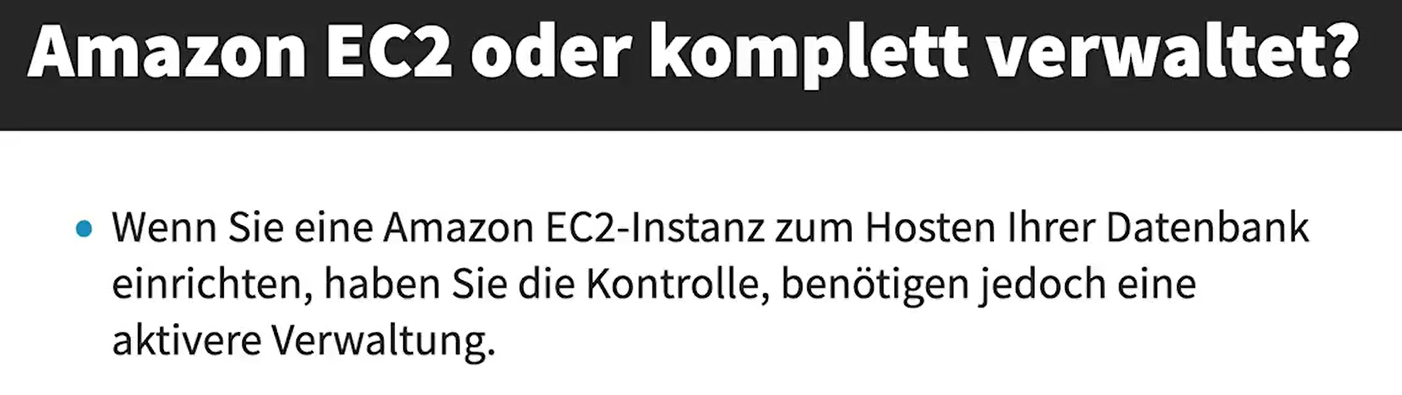 Amazon EC2 oder komplett verwaltet?
• Wenn Sie eine Amazon EC2-Instanz zum Hosten Ihrer Datenbank
einrichten, haben Sie die Kontrolle, benötigen jedoch eine
aktivere Verwaltung.